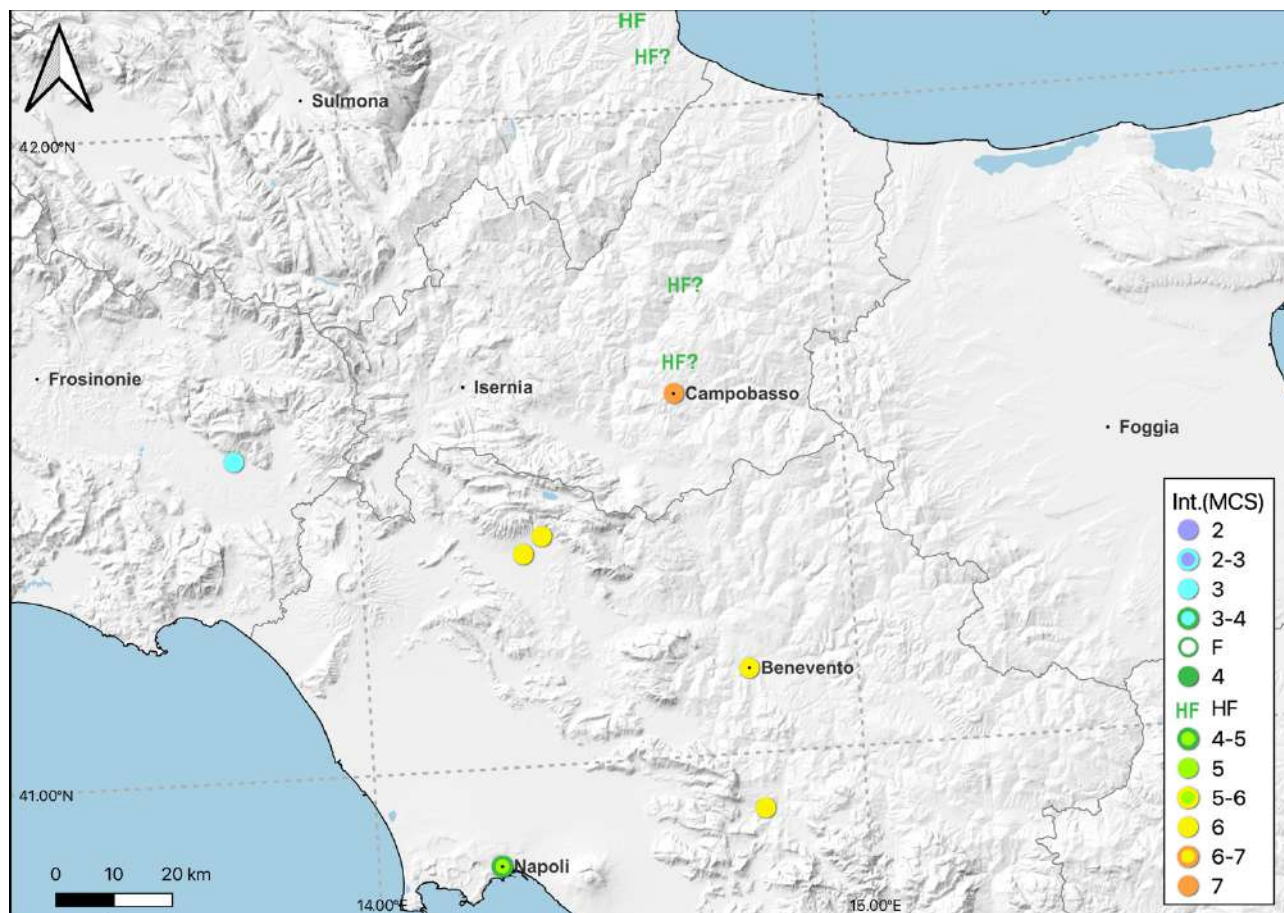 HF
HF?
Sulmona
42.00°N
HF?
HF?
Frosinonie
Isernia
Campobasso
Foggia
Int.(MCS)
2
2-3
3
3-4
F
4
HF HF
4-5
5
5-6
6
6-7
7
Benevento
41.00°N
0 10 20 km
Napoli
14.00°E
15.00°E